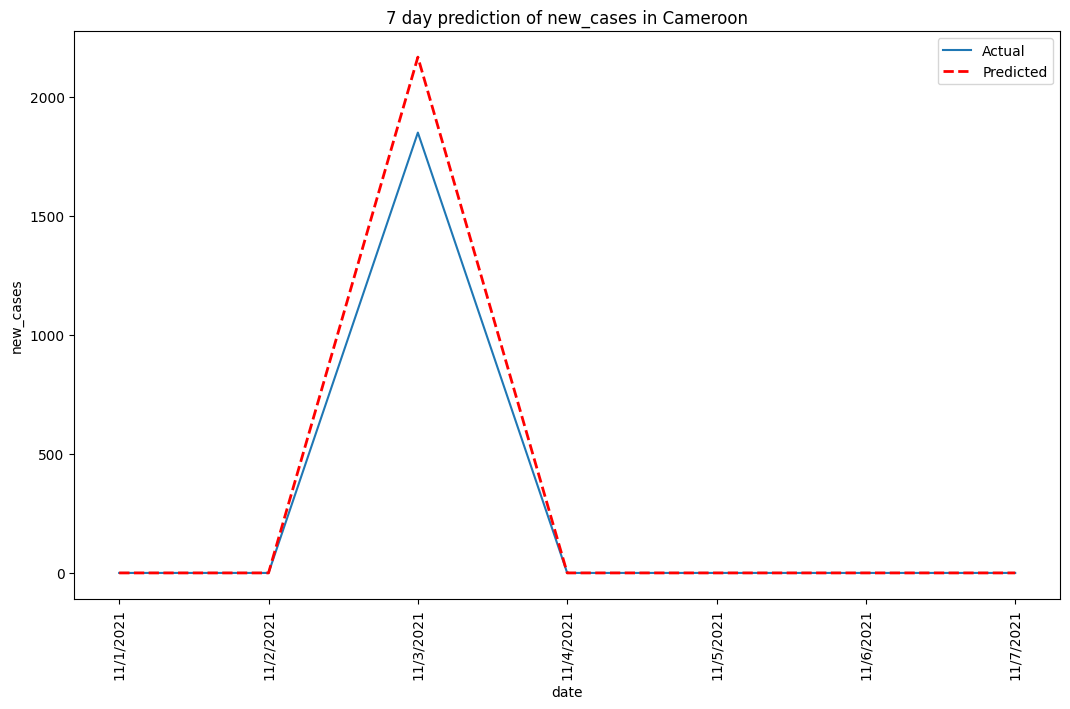 7 day prediction of new_cases in Cameroon
Actual
Predicted
2000
1500
1000
500
0
new_cases
11/1/2021
11/2/2021
11/3/2021
11/4/2021
11/5/2021
11/6/2021
11/7/2021
date